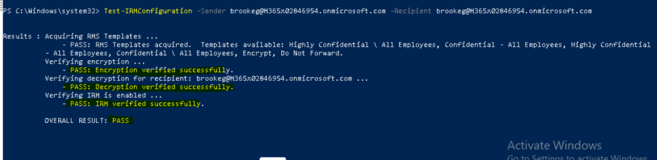 PS C:\Windows\system32> Test-IRMConfiguration -Sender brookeg@M365x02846954.onmicrosoft.com -Recipient brookeg@M365x02846954.onmicrosoft.com
Results : Acquiring RMS Templates ...
- PASS: RMS Templates acquired.  Templates available: Highly Confidential \ All Employees, Confidential - All Employees, Highly Confidential
- All Employees, Confidential \ All Employees, Encrypt, Do Not Forward.
Verifying encryption ...
- PASS: Encryption verified successfully.
Verifying decryption for recipient: brookeg@M365x02846954.onmicrosoft.com ...
- PASS: Decryption verified successfully.
Verifying IRM is enabled ...
- PASS: IRM verified successfully.
OVERALL RESULT: PASS
Activate Windows
Go to Settings to activate Windows